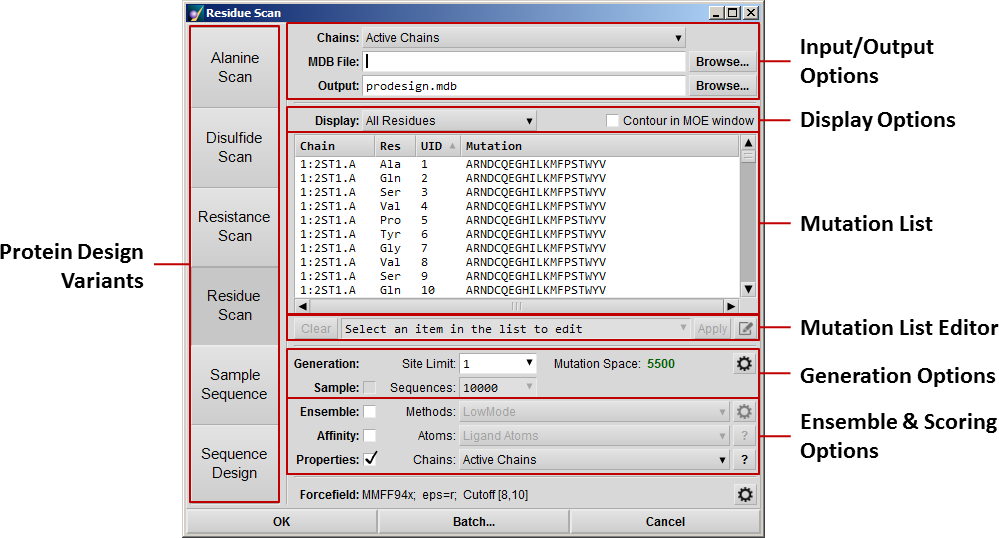 Residue Scan
Alanine
Scan
Disulfide
Scan
Resistance
Scan
Residue
Scan
Sample
Sequence
Sequence
Design
Chains: Active Chains
MDB File: Browse...
Output: prodesign.mdb Browse...
Display: All Residues Contour in MOE window
Chain Res UID Mutation
1:2ST1.A Ala 1 ARNDCQEGHILKMFPSTWYV
1:2ST1.A Gln 2 ARNDCQEGHILKMFPSTWYV
1:2ST1.A Ser 3 ARNDCQEGHILKMFPSTWYV
1:2ST1.A Val 4 ARNDCQEGHILKMFPSTWYV
1:2ST1.A Pro 5 ARNDCQEGHILKMFPSTWYV
1:2ST1.A Tyr 6 ARNDCQEGHILKMFPSTWYV
1:2ST1.A Gly 7 ARNDCQEGHILKMFPSTWYV
1:2ST1.A Val 8 ARNDCQEGHILKMFPSTWYV
1:2ST1.A Ser 9 ARNDCQEGHILKMFPSTWYV
1:2ST1.A Gln 10 ARNDCQEGHILKMFPSTWYV
Clear Select an item in the list to edit Apply
Generation: Site Limit: 1 Mutation Space: 5500
Sample: Sequences: 10000
Ensemble: Methods: LowMode
Affinity: Atoms: Ligand Atoms ?
Properties: Chains: Active Chains ?
Forcefield: MMFF94x; eps=r; Cutoff [8,10]
OK Batch... Cancel
Protein Design
Variants
Input/Output
Options
Display Options
Mutation List
Mutation List Editor
Generation Options
Ensemble & Scoring
Options